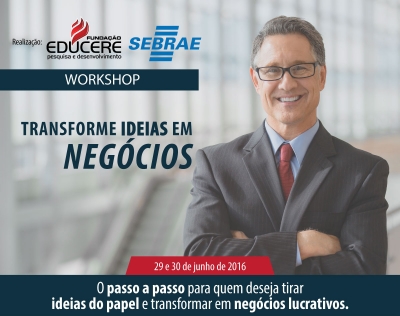 Realização:
FUNDAÇÃO
EDUCERE
pesquisa e desenvolvimento
SEBRAE
WORKSHOP
TRANSFORME IDEIAS EM
NEGÓCIOS
29 e 30 de junho de 2016
O passo a passo para quem deseja tirar
ideias do papel e transformar em negócios lucrativos.